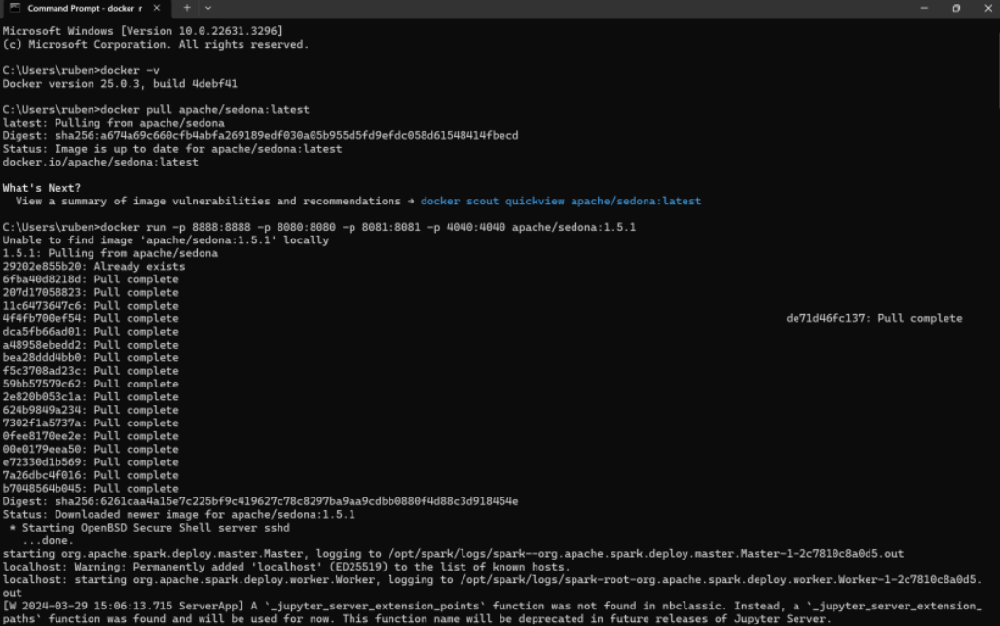 Command Prompt - docker r
Microsoft Windows [Version 10.0.22631.3296]
(c) Microsoft Corporation. All rights reserved.
C:\Users\ruben>docker -v
Docker version 25.0.3, build 4debf41
C:\Users\ruben>docker pull apache/sedona:latest
latest: Pulling from apache/sedona
Digest: sha256:a674a69c660cfb4abfa269189edf030a05b955d5fd9efdc058d61548414fbecd
Status: Image is up to date for apache/sedona:latest
docker.io/apache/sedona:latest
What's Next?
View a summary of image vulnerabilities and recommendations → docker scout quickview apache/sedona:latest
C:\Users\ruben>docker run -p 8888:8888 -p 8080:8080 -p 8081:8081 -p 4040:4040 apache/sedona:1.5.1
Unable to find image 'apache/sedona:1.5.1' locally
1.5.1: Pulling from apache/sedona
29202e855b20: Already exists
6fba40d8218d: Pull complete
207d17058823: Pull complete
11c6473647c6: Pull complete
4f4fb700ef54: Pull complete de71d46fc137: Pull complete
dca5fb66ad01: Pull complete
a48958ebedd2: Pull complete
bea28ddd4bb0: Pull complete
f5c3708ad23c: Pull complete
59bb57579c62: Pull complete
2e820b053c1a: Pull complete
624b9849a234: Pull complete
7302f1a5737a: Pull complete
0fee8170ee2e: Pull complete
00e0179eea50: Pull complete
e72330d1b569: Pull complete
7a26dbc4f016: Pull complete
b7048564b045: Pull complete
Digest: sha256:6261caa4a15e7c225bf9c419627c78c8297ba9aa9cdbb0880f4d88c3d918454e
Status: Downloaded newer image for apache/sedona:1.5.1
* Starting OpenBSD Secure Shell server sshd
...done.
starting org.apache.spark.deploy.master.Master, logging to /opt/spark/logs/spark--org.apache.spark.deploy.master.Master-1-2c7810c8a0d5.out
localhost: Warning: Permanently added 'localhost' (ED25519) to the list of known hosts.
localhost: starting org.apache.spark.deploy.worker.Worker, logging to /opt/spark/logs/spark-root-org.apache.spark.deploy.worker.Worker-1-2c7810c8a0d5.
out
[W 2024-03-29 15:06:13.715 ServerApp] A `_jupyter_server_extension_points` function was not found in nbclassic. Instead, a `_jupyter_server_extension_
paths` function was found and will be used for now. This function name will be deprecated in future releases of Jupyter Server.